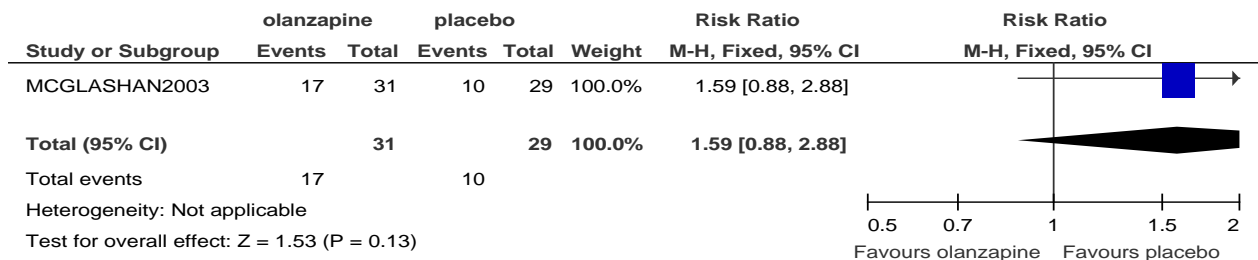 olanzapine placebo Risk Ratio Risk Ratio
Study or Subgroup Events Total Events Total Weight M-H, Fixed, 95% CI M-H, Fixed, 95% CI
MCGLASHAN2003 17 31 10 29 100.0% 1.59 [0.88, 2.88]
Total (95% CI) 31 29 100.0% 1.59 [0.88, 2.88]
Total events 17 10
Heterogeneity: Not applicable
Test for overall effect: Z = 1.53 (P = 0.13)
0.5 0.7 1 1.5 2
Favours olanzapine Favours placebo